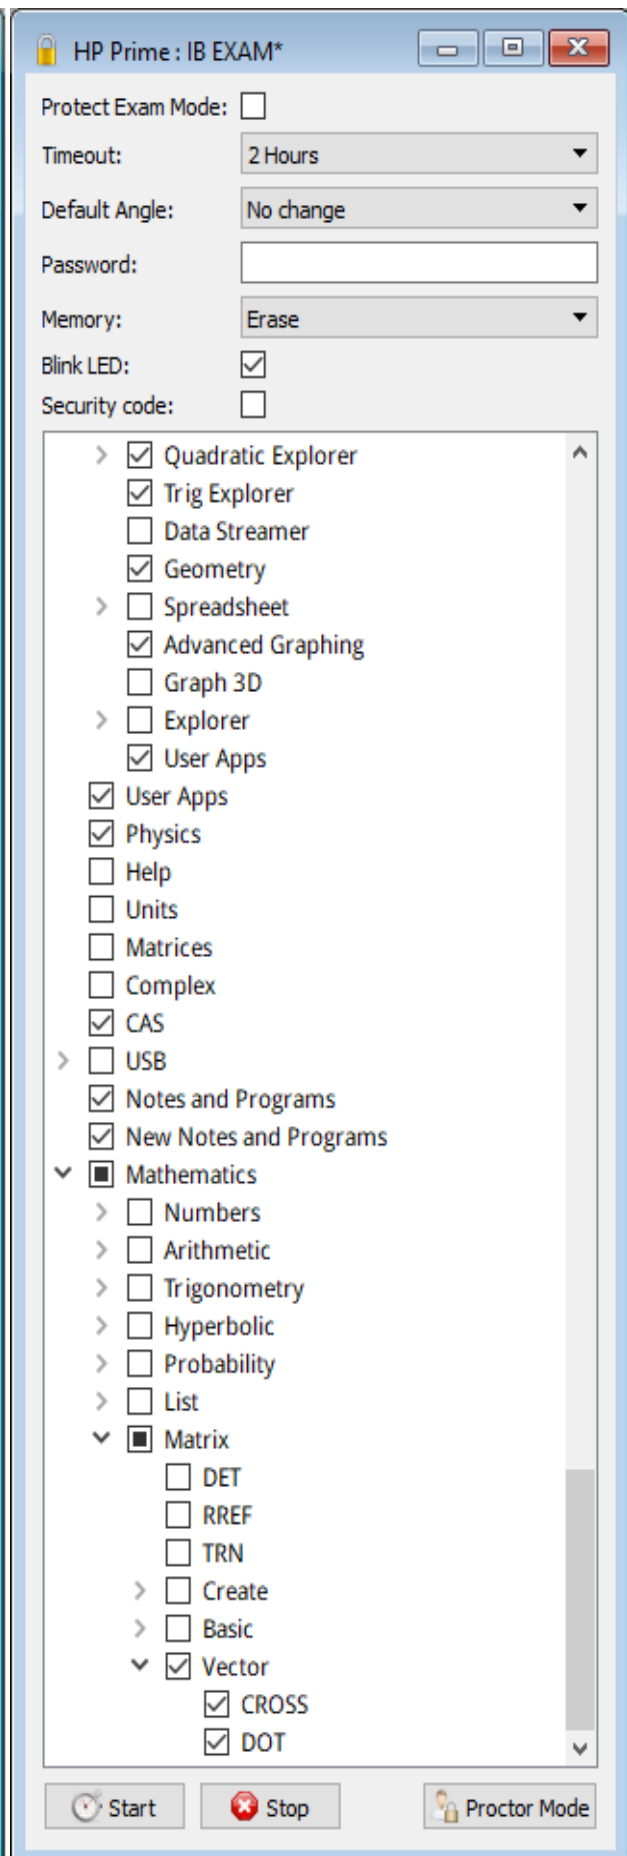 HP Prime : IB EXAM*
Protect Exam Mode:
Timeout: 2 Hours
Default Angle: No change
Password:
Memory: Erase
Blink LED:
Security code:
Quadratic Explorer
Trig Explorer
Data Streamer
Geometry
Spreadsheet
Advanced Graphing
Graph 3D
Explorer
User Apps
User Apps
Physics
Help
Units
Matrices
Complex
CAS
USB
Notes and Programs
New Notes and Programs
Mathematics
Numbers
Arithmetic
Trigonometry
Hyperbolic
Probability
List
Matrix
DET
RREF
TRN
Create
Basic
Vector
CROSS
DOT
Start Stop Proctor Mode